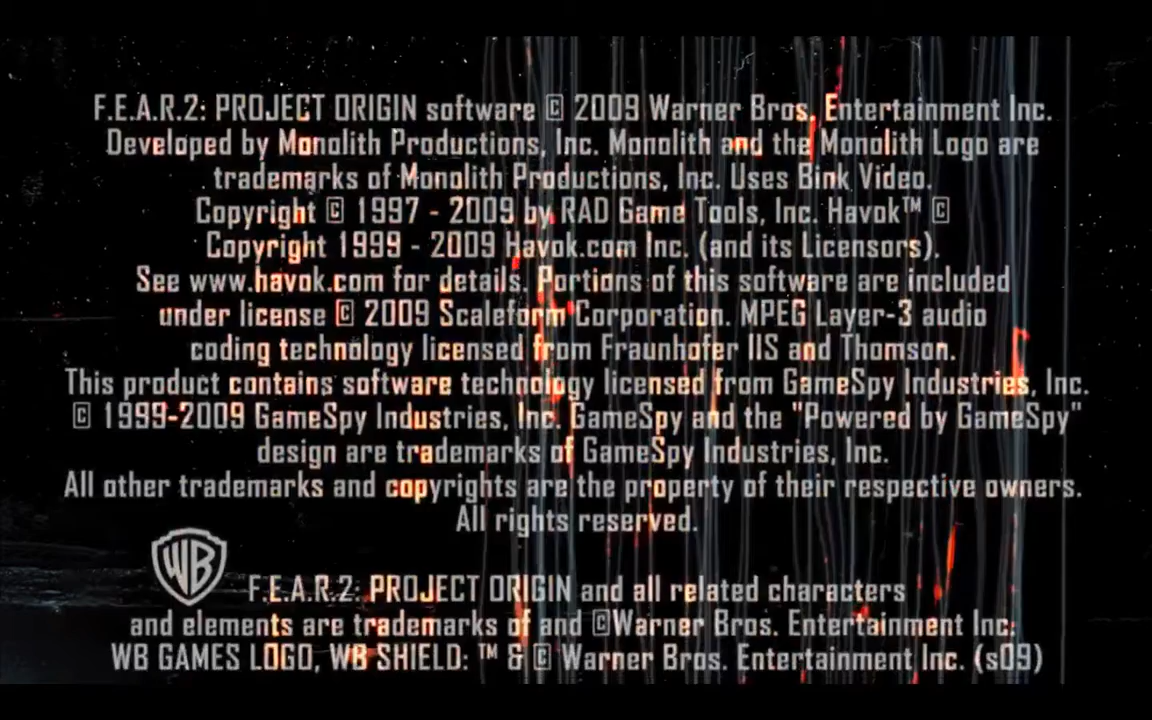 F.E.A.R.2: PROJECT ORIGIN software © 2009 Warner Bros. Entertainment Inc.
Developed by Monolith Productions, Inc. Monolith and the Monolith Logo are
trademarks of Monolith Productions, Inc. Uses Bink Video.
Copyright © 1997 - 2009 by RAD Game Tools, Inc. Havok™ ©
Copyright 1999 - 2009 Havok.com Inc. (and its Licensors).
See www.havok.com for details. Portions of this software are included
under license © 2009 Scaleform Corporation. MPEG Layer-3 audio
coding technology licensed from Fraunhofer IIS and Thomson.
This product contains software technology licensed from GameSpy Industries, Inc.
© 1999-2009 GameSpy Industries, Inc. GameSpy and the "Powered by GameSpy"
design are trademarks of GameSpy Industries, Inc.
All other trademarks and copyrights are the property of their respective owners.
All rights reserved.
WB
F.E.A.R.2: PROJECT ORIGIN and all related characters
and elements are trademarks of and ©Warner Bros. Entertainment Inc.
WB GAMES LOGO, WB SHIELD: ™ & © Warner Bros. Entertainment Inc. (s09)